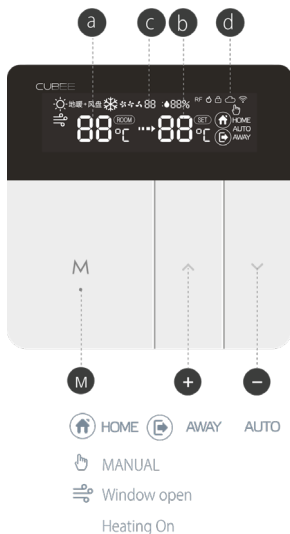 a c b d
CUBEE
地暖+风盘 88 88% RF
88 °C ROOM 88 °C SET HOME
AUTO
AWAY
M
M + −
HOME AWAY AUTO
MANUAL
Window open
Heating On